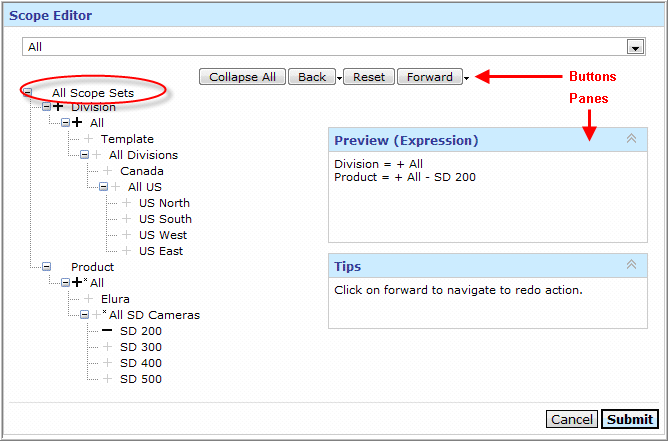 Scope Editor
All
Collapse All Back Reset Forward Buttons
Panes
All Scope Sets
Division
All
Template
All Divisions
Canada
All US
US North
US South
US West
US East
Product
*All
Elura
*All SD Cameras
SD 200
SD 300
SD 400
SD 500
Preview (Expression)
Division = + All
Product = + All - SD 200
Tips
Click on forward to navigate to redo action.
Cancel Submit